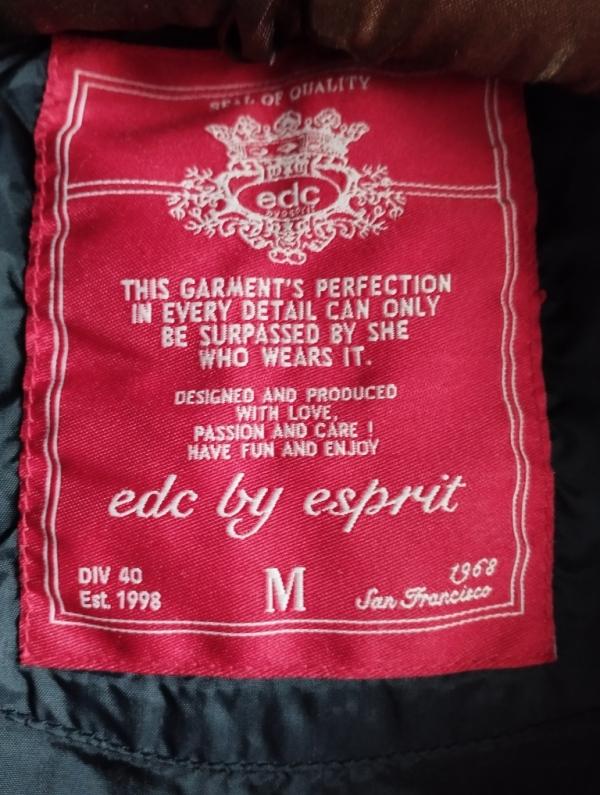 SEAL OF QUALITY
edc
by esprit
THIS GARMENT'S PERFECTION
IN EVERY DETAIL CAN ONLY
BE SURPASSED BY SHE
WHO WEARS IT.
DESIGNED AND PRODUCED
WITH LOVE,
PASSION AND CARE !
HAVE FUN AND ENJOY
edc by esprit
DIV 40
Est. 1998
M
1968
San Francisco